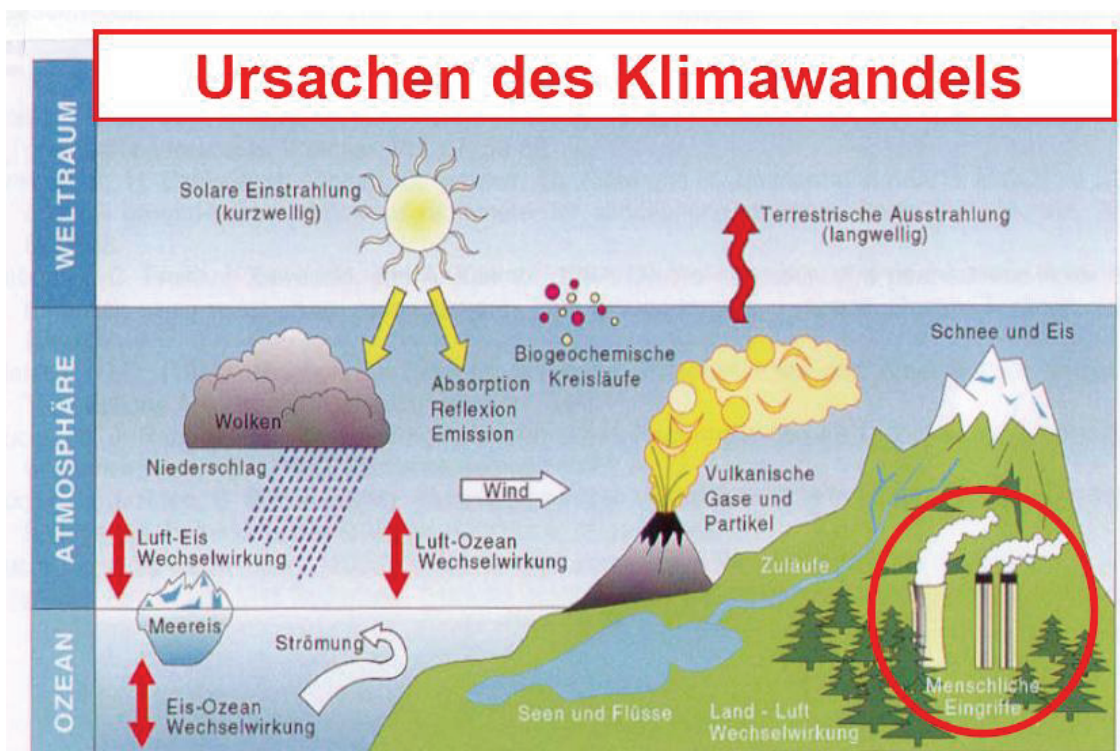 Ursachen des Klimawandels
WELTRAUM
Solare Einstrahlung
(kurzwellig)
Terrestrische Ausstrahlung
(langwellig)
ATMOSPHÄRE
Biogeochemische
Kreisläufe
Schnee und Eis
Wolken
Absorption
Reflexion
Emission
Niederschlag
Wind
Vulkanische
Gase und
Partikel
Luft-Eis
Wechselwirkung
Luft-Ozean
Wechselwirkung
Zuläufe
OZEAN
Meereis
Strömung
Eis-Ozean
Wechselwirkung
Seen und Flüsse
Land - Luft
Wechselwirkung
Menschliche
Eingriffe